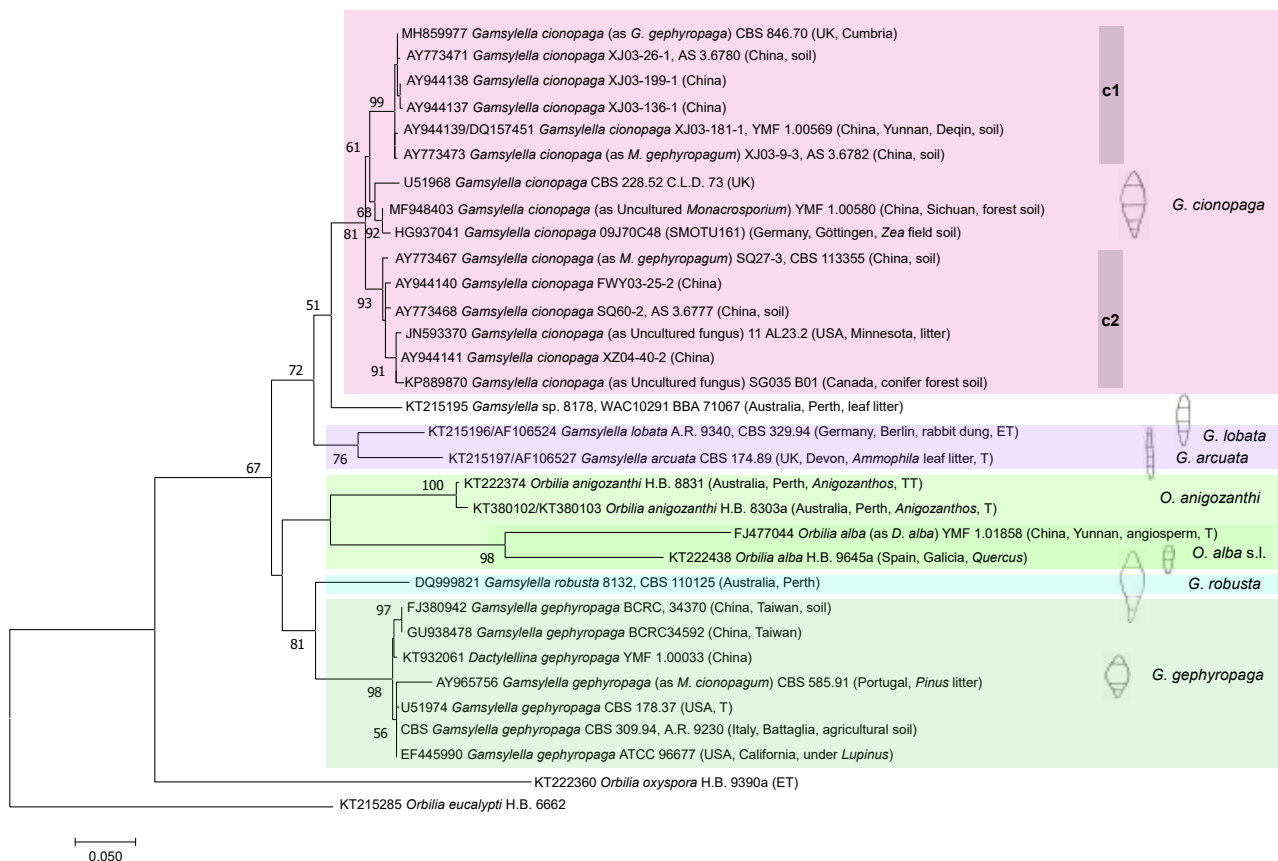 MH859977 Gamsylella cionopaga (as G. gephyropaga) CBS 846.70 (UK, Cumbria)
AY773471 Gamsylella cionopaga XJ03-26-1, AS 3.6780 (China, soil)
AY944138 Gamsylella cionopaga XJ03-199-1 (China)
c1
99
AY944137 Gamsylella cionopaga XJ03-136-1 (China)
AY944139/DQ157451 Gamsylella cionopaga XJ03-181-1, YMF 1.00569 (China, Yunnan, Deqin, soil)
61
AY773473 Gamsylella cionopaga (as M. gephyropagum) XJ03-9-3, AS 3.6782 (China, soil)
U51968 Gamsylella cionopaga CBS 228.52 C.L.D. 73 (UK)
G. cionopaga
68
MF948403 Gamsylella cionopaga (as Uncultured Monacrosporium) YMF 1.00580 (China, Sichuan, forest soil)
81
92
HG937041 Gamsylella cionopaga 09J70C48 (SMOTU161) (Germany, Göttingen, Zea field soil)
AY773467 Gamsylella cionopaga (as M. gephyropagum) SQ27-3, CBS 113355 (China, soil)
AY944140 Gamsylella cionopaga FWY03-25-2 (China)
51
93
AY773468 Gamsylella cionopaga SQ60-2, AS 3.6777 (China, soil)
c2
JN593370 Gamsylella cionopaga (as Uncultured fungus) 11 AL23.2 (USA, Minnesota, litter)
AY944141 Gamsylella cionopaga XZ04-40-2 (China)
72
91
KP889870 Gamsylella cionopaga (as Uncultured fungus) SG035 B01 (Canada, conifer forest soil)
KT215195 Gamsylella sp. 8178, WAC10291 BBA 71067 (Australia, Perth, leaf litter)
KT215196/AF106524 Gamsylella lobata A.R. 9340, CBS 329.94 (Germany, Berlin, rabbit dung, ET)
G. lobata
76
KT215197/AF106527 Gamsylella arcuata CBS 174.89 (UK, Devon, Ammophila leaf litter, T)
G. arcuata
67
100
KT222374 Orbilia anigozanthi H.B. 8831 (Australia, Perth, Anigozanthos, TT)
O. anigozanthi
KT380102/KT380103 Orbilia anigozanthi H.B. 8303a (Australia, Perth, Anigozanthos, T)
FJ477044 Orbilia alba (as D. alba) YMF 1.01858 (China, Yunnan, angiosperm, T)
98
KT222438 Orbilia alba H.B. 9645a (Spain, Galicia, Quercus)
O. alba s.l.
DQ999821 Gamsylella robusta 8132, CBS 110125 (Australia, Perth)
G. robusta
97
FJ380942 Gamsylella gephyropaga BCRC, 34370 (China, Taiwan, soil)
GU938478 Gamsylella gephyropaga BCRC34592 (China, Taiwan)
81
KT932061 Dactylellina gephyropaga YMF 1.00033 (China)
G. gephyropaga
98
AY965756 Gamsylella gephyropaga (as M. cionopagum) CBS 585.91 (Portugal, Pinus litter)
U51974 Gamsylella gephyropaga CBS 178.37 (USA, T)
56
CBS Gamsylella gephyropaga CBS 309.94, A.R. 9230 (Italy, Battaglia, agricultural soil)
EF445990 Gamsylella gephyropaga ATCC 96677 (USA, California, under Lupinus)
KT222360 Orbilia oxyspora H.B. 9390a (ET)
KT215285 Orbilia eucalypti H.B. 6662
0.050